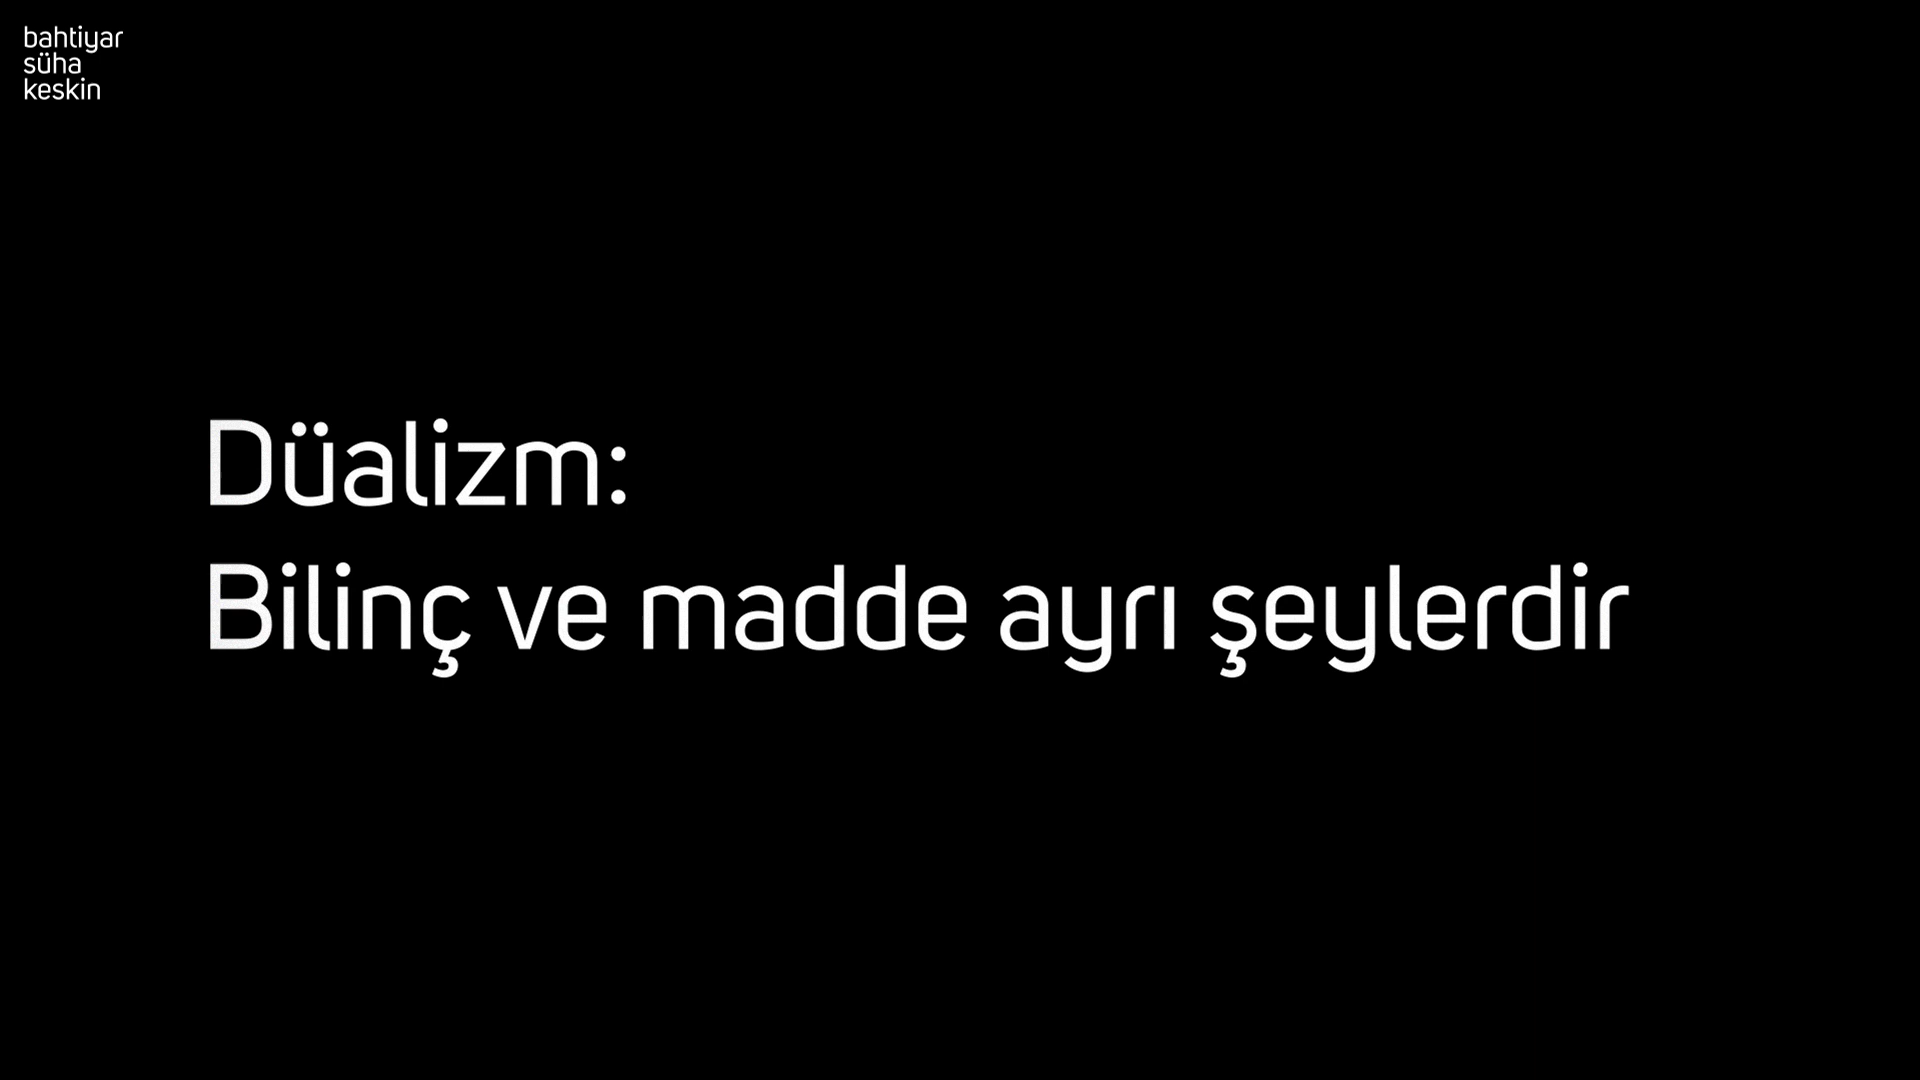 bahtiyar
süha
keskin
Düalizm:
Bilinç ve madde ayrı şeylerdir